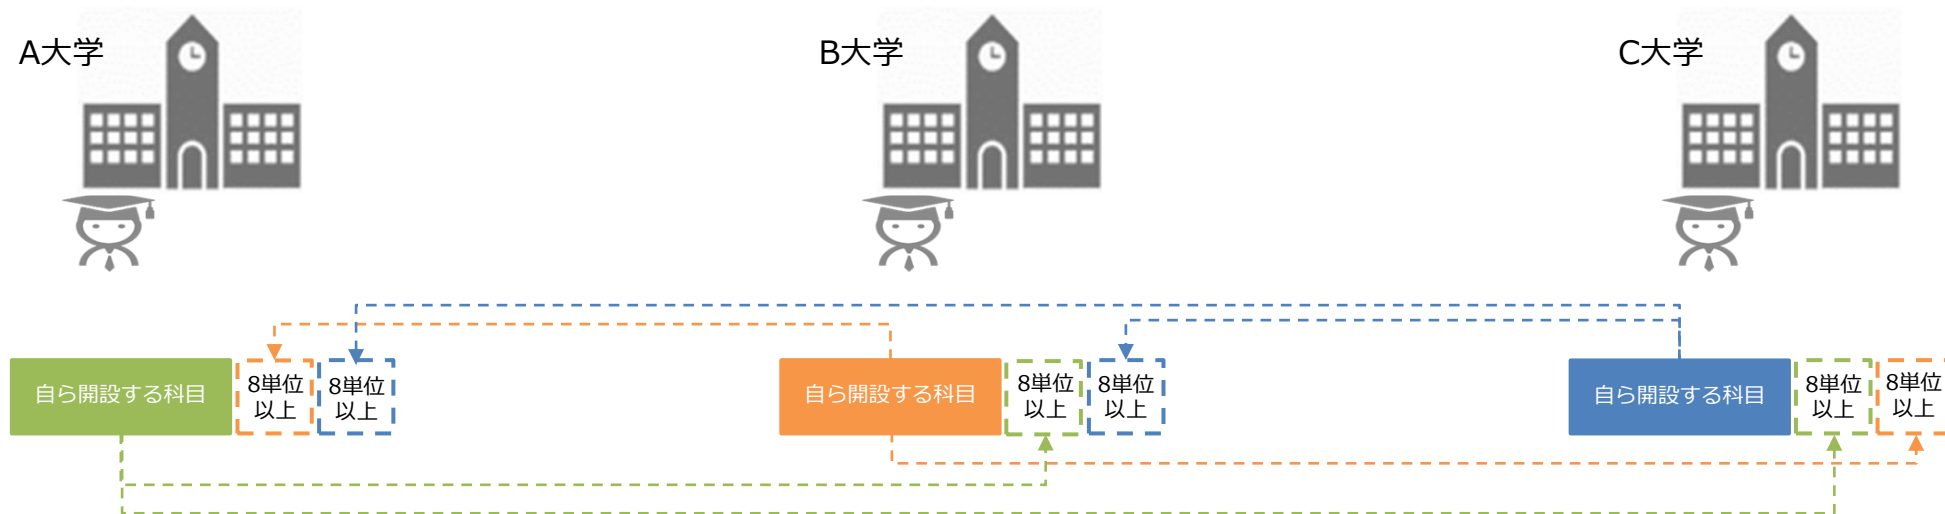 A大学
B大学
C大学
自ら開設する科目
8単位
以上
8単位
以上
自ら開設する科目
8単位
以上
8単位
以上
自ら開設する科目
8単位
以上
8単位
以上